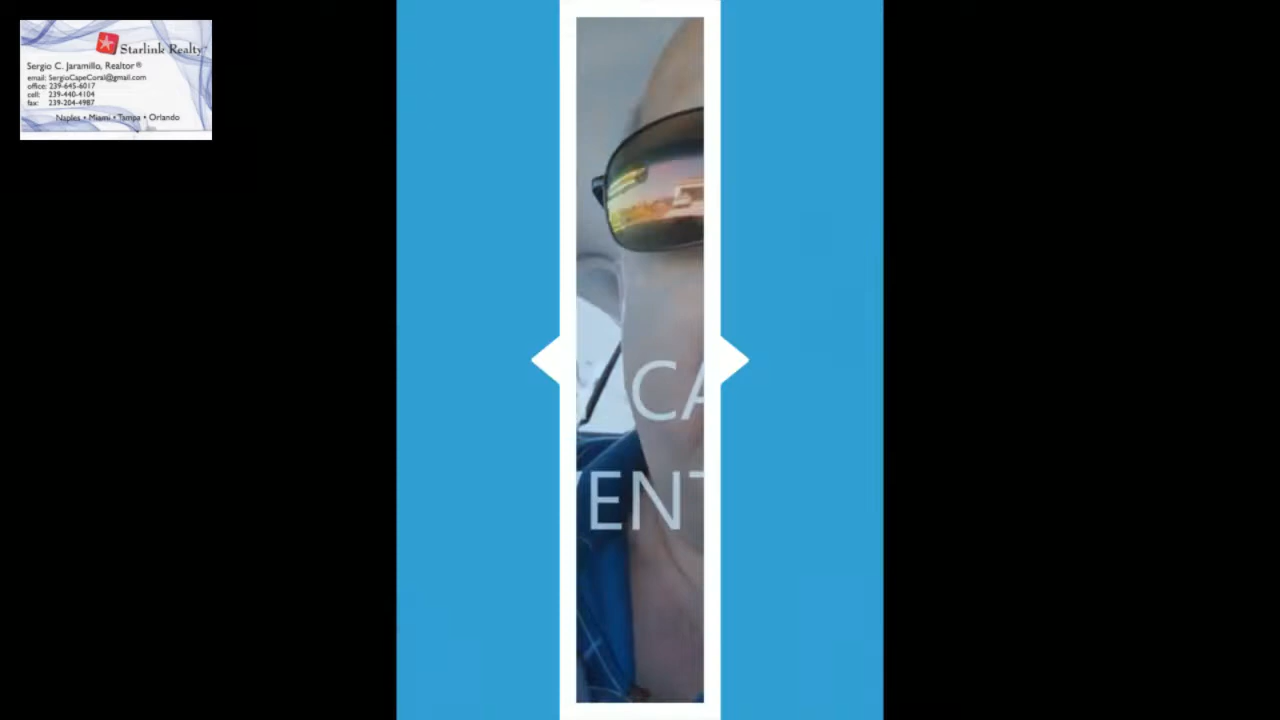 Starlink Realty
Sergio C. Jaramillo, Realtor®
email: SergioCapeCoral@gmail.com
office: 239-645-6017
cell: 239-440-4104
fax: 239-204-4987
Naples • Miami • Tampa • Orlando
CA
VENT